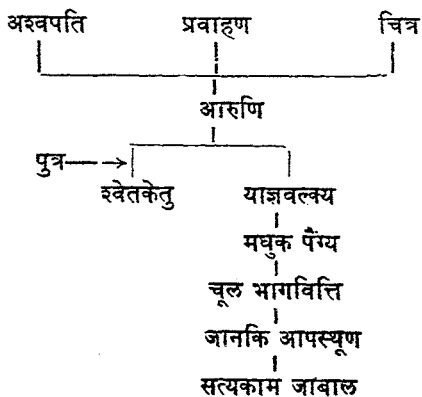 अश्वपति प्रवाहण चित्र
आरुणि
पुत्र
श्वेतकेतु याज्ञवल्क्य
मधुक पैंग्य
चूल भागवित्ति
जानकि आपस्थूण
सत्यकाम जाबाल